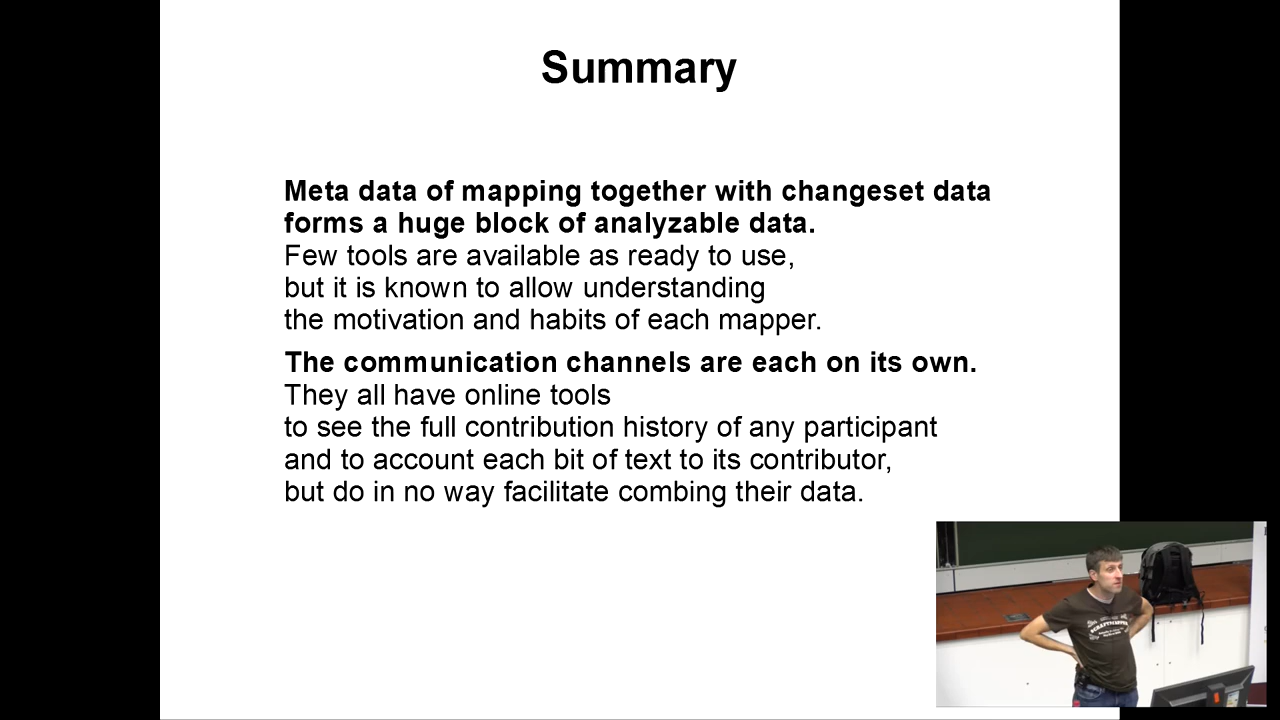 Summary
Meta data of mapping together with changeset data
forms a huge block of analyzable data.
Few tools are available as ready to use,
but it is known to allow understanding
the motivation and habits of each mapper.
The communication channels are each on its own.
They all have online tools
to see the full contribution history of any participant
and to account each bit of text to its contributor,
but do in no way facilitate combing their data.